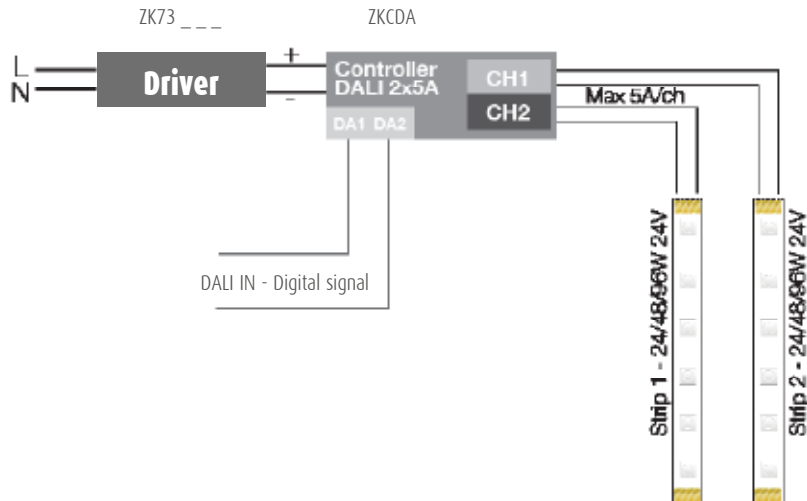 ZK73 _ _ _
ZKCDA
L
N
Driver
+
-
Controller
DALI 2x5A
CH1
CH2
DA1 DA2
Max 5A/ch
DALI IN - Digital signal
Strip 1 - 24/48/96W 24V
Strip 2 - 24/48/96W 24V